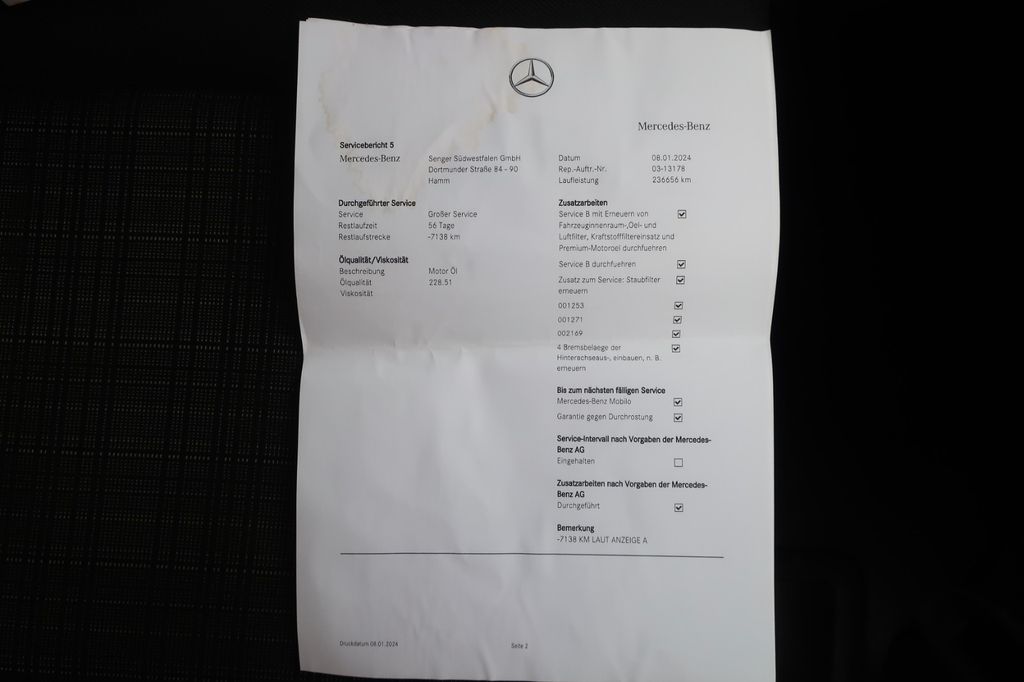 Mercedes-Benz
Servicebericht 5
Mercedes-Benz
Senger Südwestfalen GmbH
Dortmunder Straße 84 - 90
Hamm
Datum 08.01.2024
Rep.-Auftr.-Nr. 03-13178
Laufleistung 236656 km
Durchgeführter Service
Service Großer Service
Restlaufzeit 56 Tage
Restlaufstrecke -7138 km
Ölqualität/Viskosität
Beschreibung Motor Öl
Ölqualität 228.51
Viskosität
Zusatzarbeiten
Service B mit Erneuern von
Fahrzeuginnenraum-,Oel- und
Luftfilter, Kraftstofffiltereinsatz und
Premium-Motoroel durchfuehren
Service B durchfuehren
Zusatz zum Service: Staubfilter
erneuern
001253
001271
002169
4 Bremsbelaege der
Hinterachseaus-, einbauen, n. B.
erneuern
Bis zum nächsten fälligen Service
Mercedes-Benz Mobilo
Garantie gegen Durchrostung
Service-Intervall nach Vorgaben der Mercedes-
Benz AG
Eingehalten
Zusatzarbeiten nach Vorgaben der Mercedes-
Benz AG
Durchgeführt
Bemerkung
-7138 KM LAUT ANZEIGE A
Druckdatum 08.01.2024
Seite 2